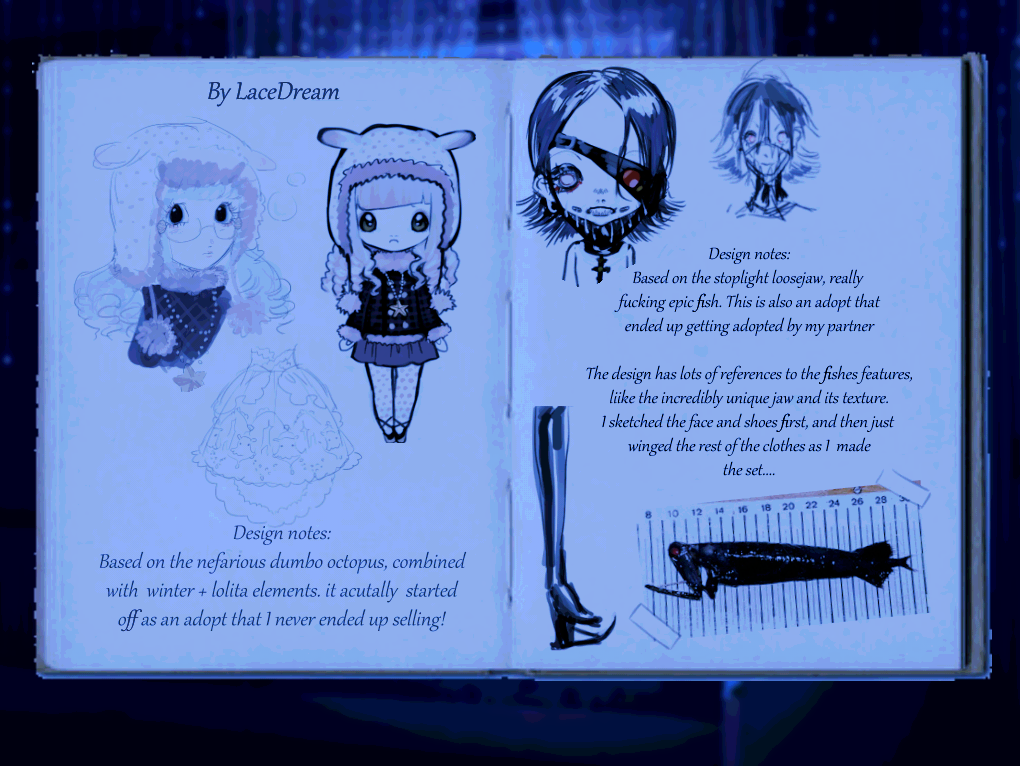 By LaceDream
Design notes:
Based on the nefarious dumbo octopus, combined
with winter + lolita elements. it acutally started
off as an adopt that I never ended up selling!
Design notes:
Based on the stoplight loosejaw, really
fucking epic fish. This is also an adopt that
ended up getting adopted by my partner
The design has lots of references to the fishes features,
liike the incredibly unique jaw and its texture.
I sketched the face and shoes first, and then just
winged the rest of the clothes as I made
the set....
8 10 12 14 16 18 20 22 24 26 28